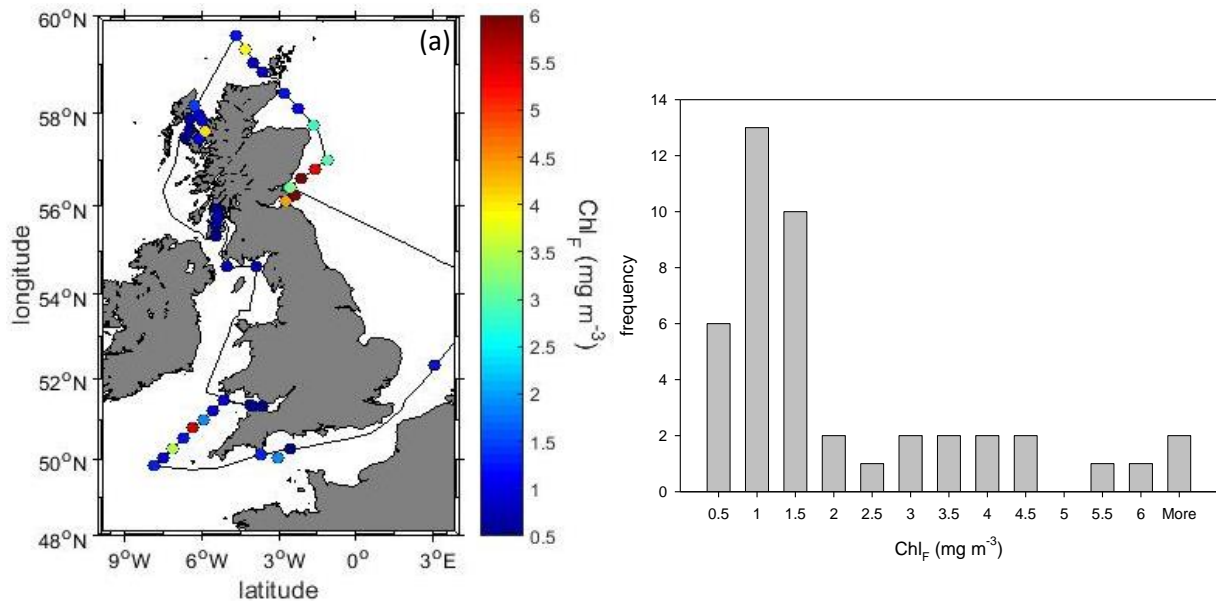 (a)
60°N
58°N
56°N
54°N
52°N
50°N
48°N
longitude
9°W
6°W
3°W
0°
3°E
latitude
6
5.5
5
4.5
4
3.5
3
2.5
2
1.5
1
0.5
Chl_F (mg m^-3)
14
12
10
8
6
4
2
0
frequency
0.5 1 1.5 2 2.5 3 3.5 4 4.5 5 5.5 6 More
Chl_F (mg m^-3)